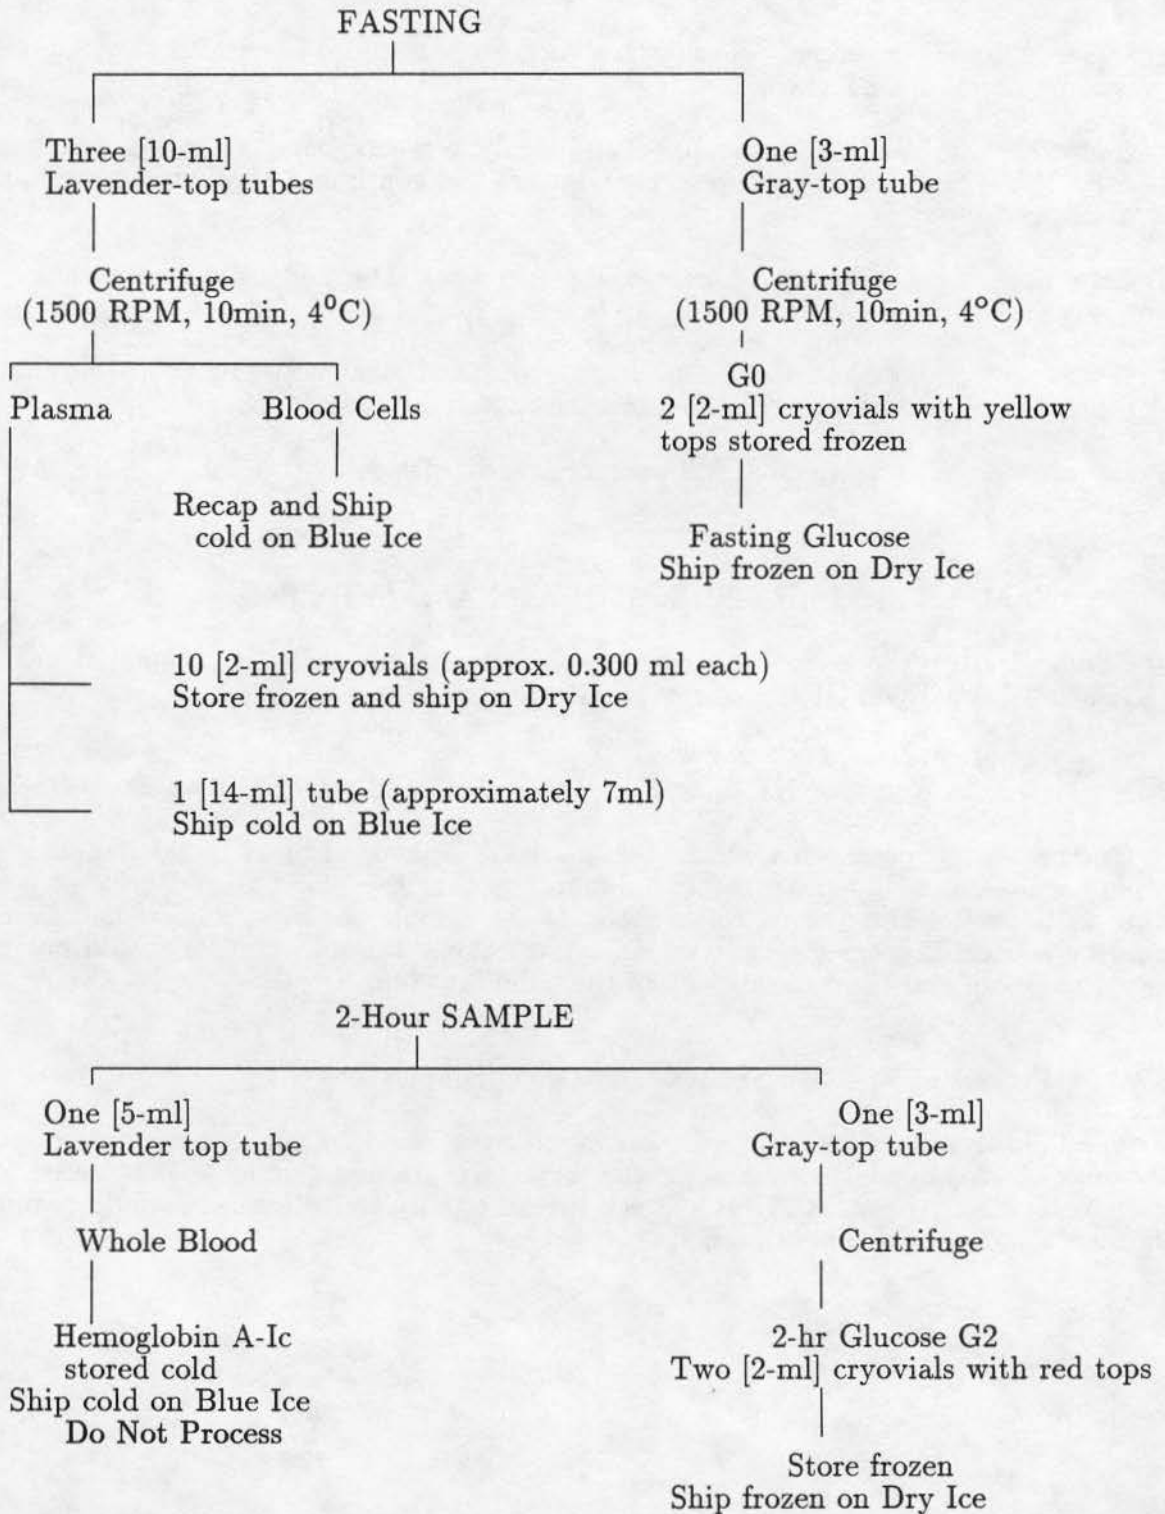 FASTING
Three [10-ml]
Lavender-top tubes
One [3-ml]
Gray-top tube
Centrifuge
(1500 RPM, 10min, 4⁰C)
Centrifuge
(1500 RPM, 10min, 4°C)
Plasma
Blood Cells
G0
2 [2-ml] cryovials with yellow
tops stored frozen
Recap and Ship
cold on Blue Ice
Fasting Glucose
Ship frozen on Dry Ice
10 [2-ml] cryovials (approx. 0.300 ml each)
Store frozen and ship on Dry Ice
1 [14-ml] tube (approximately 7ml)
Ship cold on Blue Ice
2-Hour SAMPLE
One [5-ml]
Lavender top tube
One [3-ml]
Gray-top tube
Whole Blood
Centrifuge
Hemoglobin A-Ic
stored cold
Ship cold on Blue Ice
Do Not Process
2-hr Glucose G2
Two [2-ml] cryovials with red tops
Store frozen
Ship frozen on Dry Ice